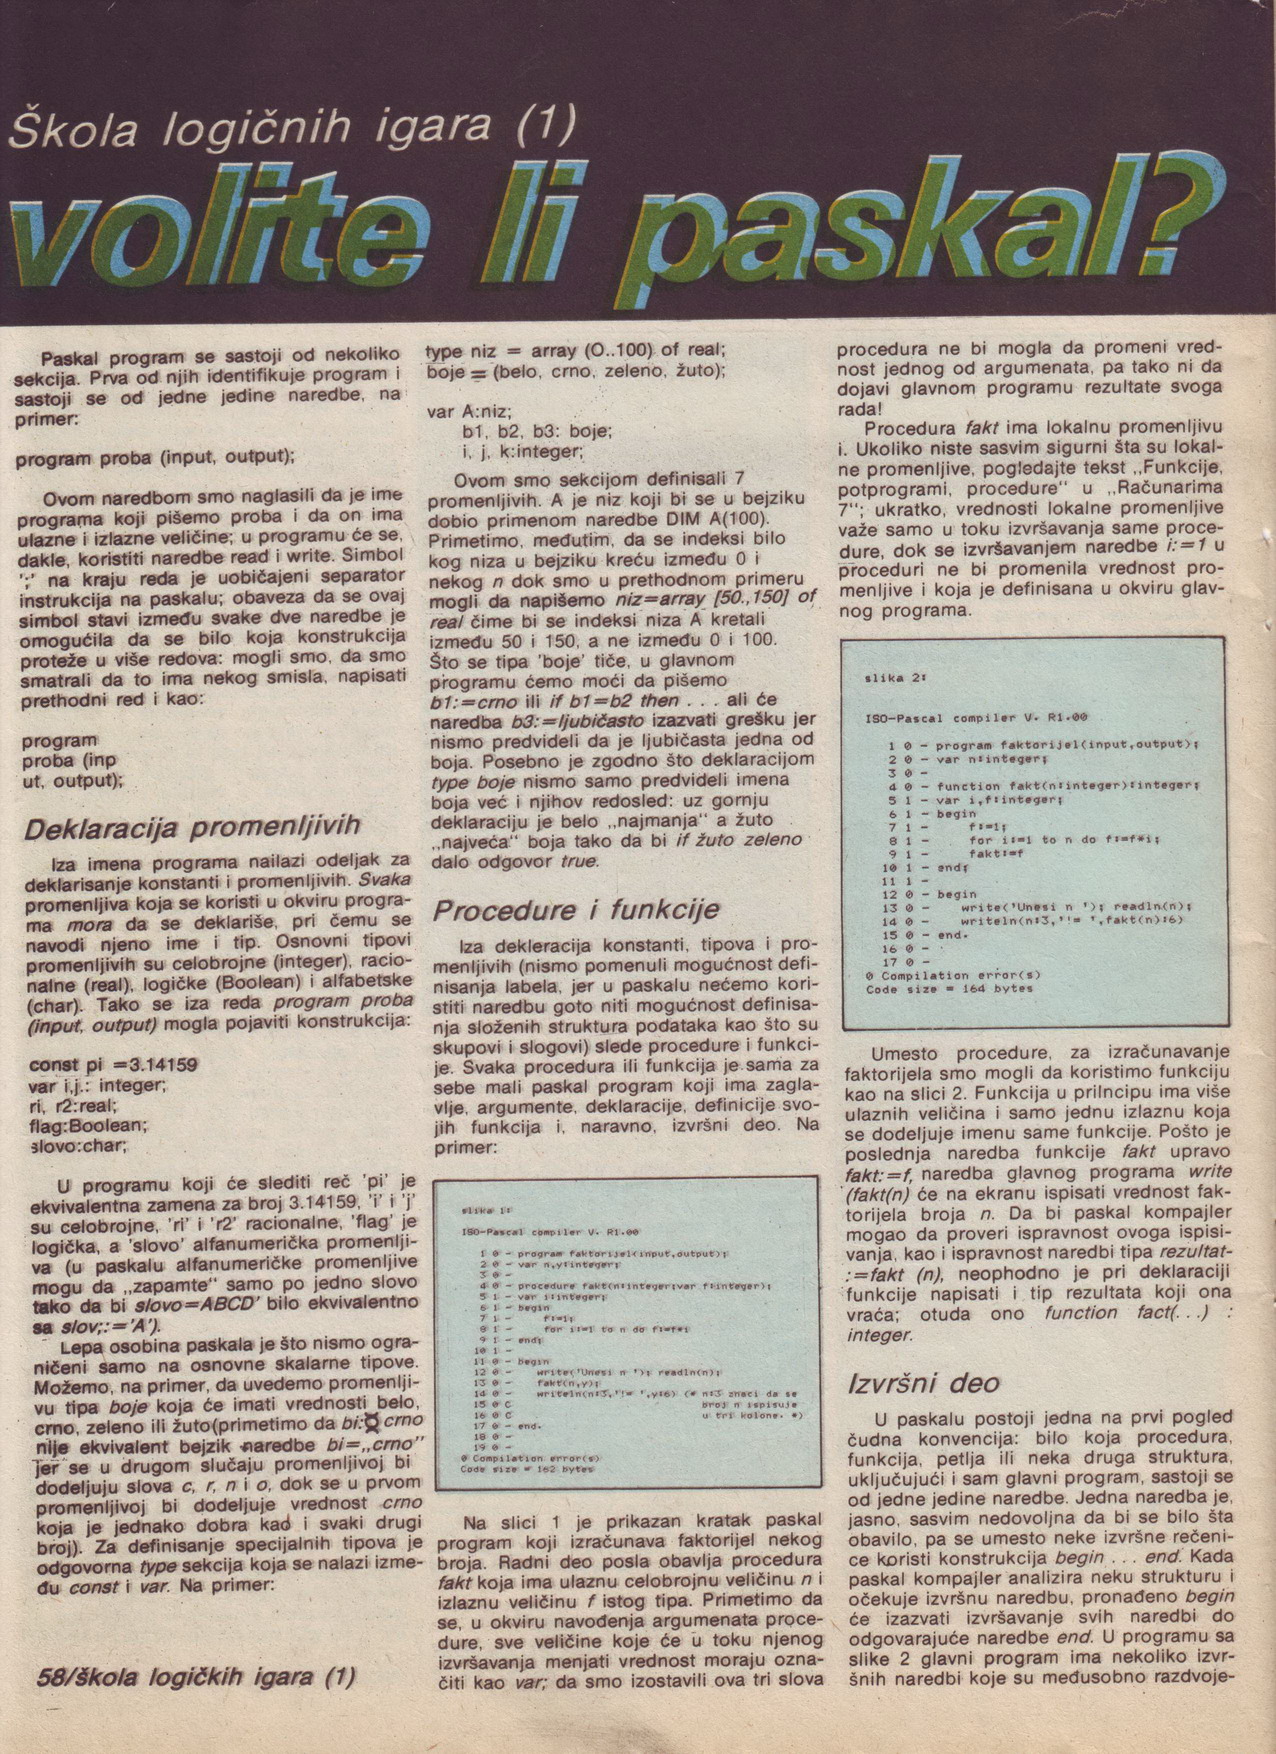 Škola logičnih igara (1)
volite li paskal?
Paskal program se sastoji od nekoliko
sekcija. Prva od njih identifikuje program i
sastoji se od jedne jedine naredbe, na
primer:
program proba (input, output);
Ovom naredbom smo naglasili da je ime
programa koji pišemo proba i da on ima
ulazne i izlazne veličine; u programu će se,
dakle, koristiti naredbe read i write. Simbol
';' na kraju reda je uobičajeni separator
instrukcija na paskalu; obaveza da se ovaj
simbol stavi između svake dve naredbe je
omogućila da se bilo koja konstrukcija
proteže u više redova: mogli smo, da smo
smatrali da to ima nekog smisla, napisati
prethodni red i kao:
program
proba (inp
ut, output);
Deklaracija promenljivih
Iza imena programa nailazi odeljak za
deklarisanje konstanti i promenljivih. Svaka
promenljiva koja se koristi u okviru progra-
ma mora da se deklariše, pri čemu se
navodi njeno ime i tip. Osnovni tipovi
promenljivih su celobrojne (integer), racio-
nalne (real), logičke (Boolean) i alfabetske
(char). Tako se iza reda program proba
(input, output) mogla pojaviti konstrukcija:
const pi =3.14159
var i,j.: integer;
ri, r2:real;
flag:Boolean;
slovo:char;
U programu koji će slediti reč 'pi' je
ekvivalentna zamena za broj 3.14159, 'i' i 'j'
su celobrojne, 'ri' i 'r2' racionalne, 'flag' je
logička, a 'slovo' alfanumerička promenlji-
va (u paskalu alfanumeričke promenljive
mogu da „zapamte“ samo po jedno slovo
tako da bi slovo=ABCD' bilo ekvivalentno
sa slov;:='A').
Lepa osobina paskala je što nismo ogra-
ničeni samo na osnovne skalarne tipove.
Možemo, na primer, da uvedemo promenlji-
vu tipa boje koja će imati vrednosti belo,
crno, zeleno ili žuto(primetimo da bi: crno
nije ekvivalent bejzik naredbe bi=„crno”
jer se u drugom slučaju promenljivoj bi
dodeljuju slova c, r, n i o, dok se u prvom
promenljivoj bi dodeljuje vrednost crno
koja je jednako dobra kad i svaki drugi
broj). Za definisanje specijalnih tipova je
odgovorna type sekcija koja se nalazi izme-
đu const i var. Na primer:
58/škola logičkih igara (1)
type niz = array (O..100) of real;
boje = (belo, crno, zeleno, žuto);
var A:niz;
b1, b2, b3: boje;
i, j, k:integer;
Ovom smo sekcijom definisali 7
promenljivih. A je niz koji bi se u bejziku
dobio primenom naredbe DIM A(100).
Primetimo, međutim, da se indeksi bilo
kog niza u bejziku kreću između 0 i
nekog n dok smo u prethodnom primeru
mogli da napišemo niz=array [50.,150] of
real čime bi se indeksi niza A kretali
između 50 i 150, a ne između 0 i 100.
Što se tipa 'boje' tiče, u glavnom
programu ćemo moći da pišemo
b1:=crno ili if b1=b2 then . . . ali će
naredba b3:=ljubičasto izazvati grešku jer
nismo predvideli da je ljubičasta jedna od
boja. Posebno je zgodno što deklaracijom
type boje nismo samo predvideli imena
boja već i njihov redosled: uz gornju
deklaraciju je belo „najmanja“ a žuto
„najveća“ boja tako da bi if žuto zeleno
dalo odgovor true.
Procedure i funkcije
Iza dekleracija konstanti, tipova i pro-
menljivih (nismo pomenuli mogućnost defi-
nisanja labela, jer u paskalu nećemo kori-
stiti naredbu goto niti mogućnost definisa-
nja složenih struktura podataka kao što su
skupovi i slogovi) slede procedure i funkci-
je. Svaka procedura ili funkcija je sama za
sebe mali paskal program koji ima zagla-
vlje, argumente, deklaracije, definicije svo-
jih funkcija i, naravno, izvršni deo. Na
primer:
slika 1:
ISO-Pascal compiler V. R1.00
1 0 - program faktorijel(input,output);
2 0 - var n,y:integer;
3 0 -
4 0 - procedure fakt(n:integer;var f:integer);
5 1 - var i:integer;
6 1 - begin
7 1 - f:=1;
8 1 - for i:=1 to n do f:=f*i
9 1 - end;
10 1 -
11 0 - begin
12 0 - write('Unesi n '); readln(n);
13 0 - fakt(n,y);
14 0 - writeln(n:3,'!= ',y:6) (* n:3 znaci da se
15 0 C broj n ispisuje
16 0 C u tri kolone. *)
17 0 - end.
18 0 -
19 0 -
0 Compilation error(s)
Code size = 162 bytes
Na slici 1 je prikazan kratak paskal
program koji izračunava faktorijel nekog
broja. Radni deo posla obavlja procedura
fakt koja ima ulaznu celobrojnu veličinu n i
izlaznu veličinu f istog tipa. Primetimo da
se, u okviru navođenja argumenata proce-
dure, sve veličine koje će u toku njenog
izvršavanja menjati vrednost moraju ozna-
čiti kao var; da smo izostavili ova tri slova
procedura ne bi mogla da promeni vred-
nost jednog od argumenata, pa tako ni da
dojavi glavnom programu rezultate svoga
rada!
Procedura fakt ima lokalnu promenljivu
i. Ukoliko niste sasvim sigurni šta su lokal-
ne promenljive, pogledajte tekst „Funkcije,
potprogrami, procedure“ u „Računarima
7“; ukratko, vrednosti lokalne promenljive
važe samo u toku izvršavanja same proce-
dure, dok se izvršavanjem naredbe i:=1 u
proceduri ne bi promenila vrednost pro-
menljive i koja je definisana u okviru glav-
nog programa.
slika 2:
ISO-Pascal compiler V. R1.00
1 0 - program faktorijel(input,output);
2 0 - var n:integer;
3 0 -
4 0 - function fakt(n:integer):integer;
5 1 - var i,f:integer;
6 1 - begin
7 1 - f:=1;
8 1 - for i:=1 to n do f:=f*i;
9 1 - fakt:=f
10 1 - end;
11 1 -
12 0 - begin
13 0 - write('Unesi n '); readln(n);
14 0 - writeln(n:3,'!= ',fakt(n):6)
15 0 - end.
16 0 -
17 0 -
0 Compilation error(s)
Code size = 164 bytes
Umesto procedure, za izračunavanje
faktorijela smo mogli da koristimo funkciju
kao na slici 2. Funkcija u prilncipu ima više
ulaznih veličina i samo jednu izlaznu koja
se dodeljuje imenu same funkcije. Pošto je
poslednja naredba funkcije fakt upravo
fakt:=f, naredba glavnog programa write
(fakt(n) će na ekranu ispisati vrednost fak-
torijela broja n. Da bi paskal kompajler
mogao da proveri ispravnost ovoga ispisi-
vanja, kao i ispravnost naredbi tipa rezultat-
:=fakt (n), neophodno je pri deklaraciji
funkcije napisati i tip rezultata koji ona
vraća; otuda ono function fact(. . .) :
integer.
Izvršni deo
U paskalu postoji jedna na prvi pogled
čudna konvencija: bilo koja procedura,
funkcija, petlja ili neka druga struktura,
uključujući i sam glavni program, sastoji se
od jedne jedine naredbe. Jedna naredba je,
jasno, sasvim nedovoljna da bi se bilo šta
obavilo, pa se umesto neke izvršne rečeni-
ce koristi konstrukcija begin . . . end. Kada
paskal kompajler analizira neku strukturu i
očekuje izvršnu naredbu, pronađeno begin
će izazvati izvršavanje svih naredbi do
odgovarajuće naredbe end. U programu sa
slike 2 glavni program ima nekoliko izvr-
šnih naredbi koje su međusobno razdvoje-